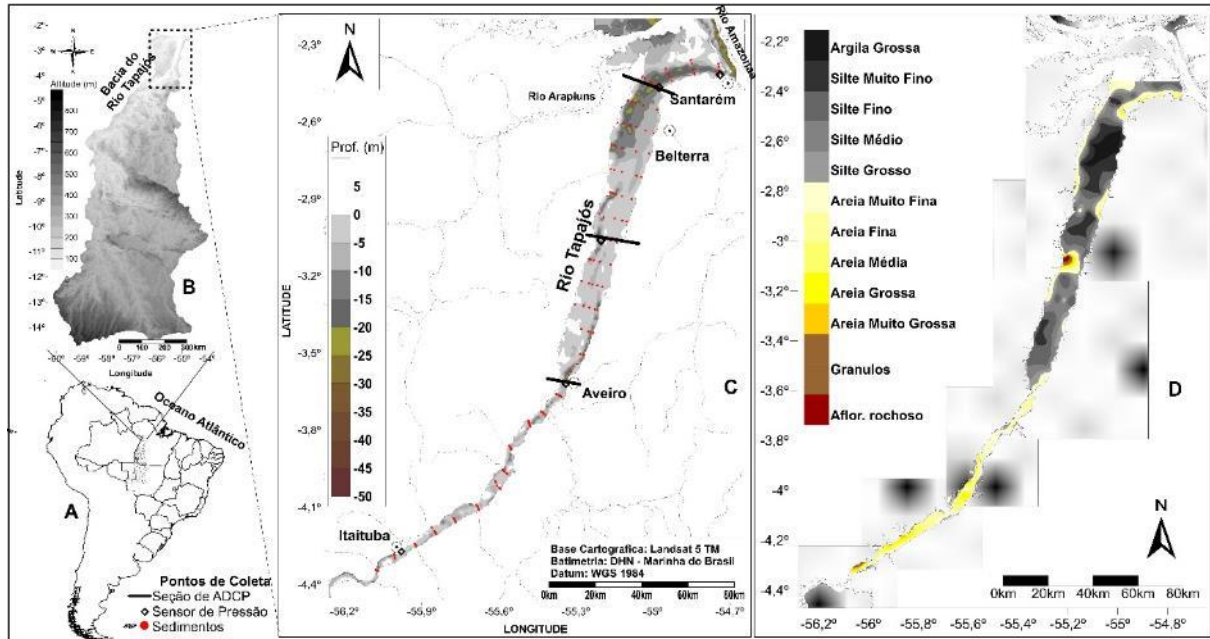 -2°
-3°
-4°
-5°
-6°
-7°
-8°
-9°
-10°
-11°
-12°
-13°
-14°
Latitude
N
Bacia do
Rio Tapajós
Altitude (m)
800
700
600
500
400
300
200
100
B
0 100 200 300km
-57° -56° -55° -54°
Longitude
Oceano Atlântico
A
Pontos de Coleta
Seção de ADCP
Sensor de Pressão
Sedimentos
-2,3°
-2,6°
-2,9°
-3,2°
-3,5°
-3,8°
-4,1°
-4,4°
LATITUDE
N
Rio Amazonas
Rio Arapiuns
Santarém
Belterra
Prof. (m)
5
0
-5
-10
-15
-20
-25
-30
-35
-40
-45
-50
Rio Tapajós
Aveiro
C
Itaituba
Base Cartografica: Landsat 5 TM
Batimetria: DHN - Marinha do Brasil
Datum: WGS 1984
0km 20km 40km 60km 80km
-56,2° -55,9° -55,6° -55,3° -55° -54,7°
LONGITUDE
-2,2°
-2,4°
-2,6°
-2,8°
-3°
-3,2°
-3,4°
-3,6°
-3,8°
-4°
-4,2°
-4,4°
Argila Grossa
Silte Muito Fino
Silte Fino
Silte Médio
Silte Grosso
Areia Muito Fina
Areia Fina
Areia Média
Areia Grossa
Areia Muito Grossa
Granulos
Aflor. rochoso
D
N
0km 20km 40km 60km 80km
-56,2° -56° -55,8° -55,6° -55,4° -55,2° -55° -54,8°